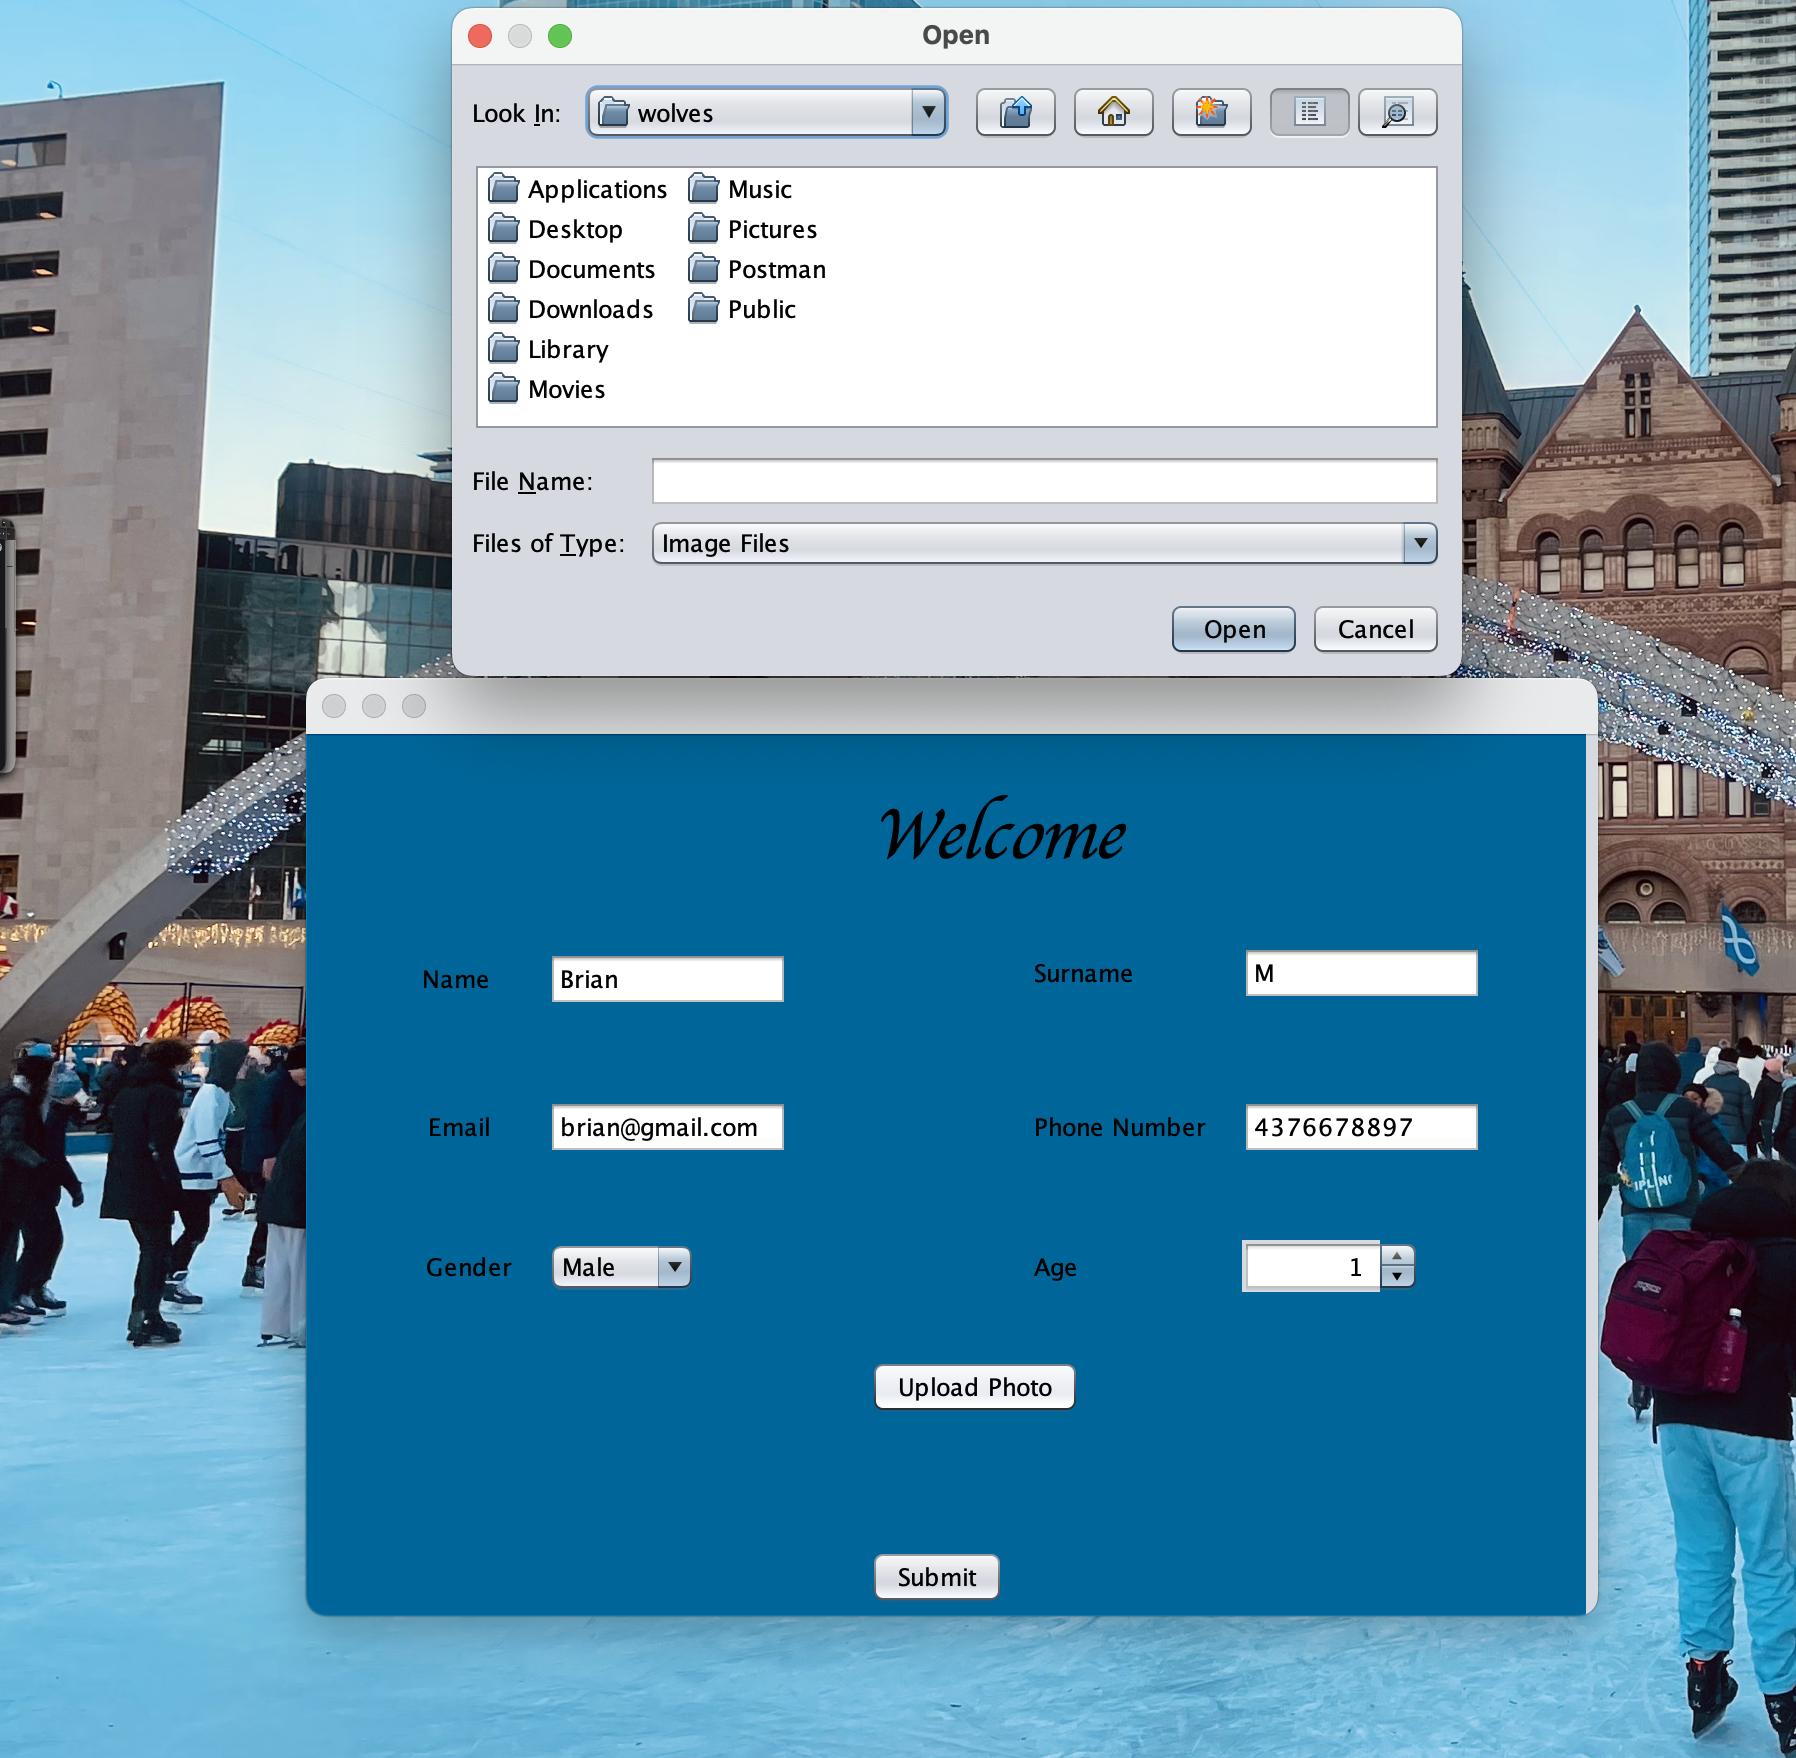 Open
Look In: wolves
Applications Music
Desktop Pictures
Documents Postman
Downloads Public
Library
Movies
File Name:
Files of Type: Image Files
Open Cancel
Welcome
Name Brian Surname M
Email brian@gmail.com Phone Number 4376678897
Gender Male Age 1
Upload Photo
Submit